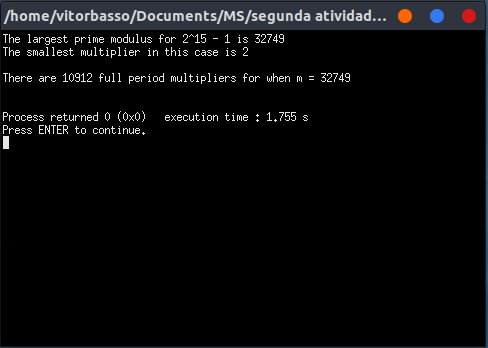 /home/vitorbasso/Documents/MS/segunda atividad...
The largest prime modulus for 2^15 - 1 is 32749
The smallest multiplier in this case is 2
There are 10912 full period multipliers for when m = 32749
Process returned 0 (0x0)   execution time : 1.755 s
Press ENTER to continue.